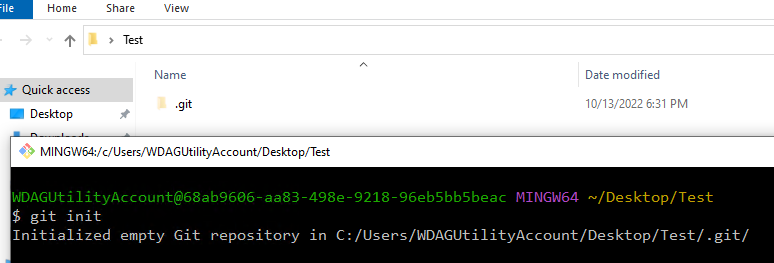 File Home Share View
Test
Name Date modified
Quick access
.git 10/13/2022 6:31 PM
Desktop
Downloads
MINGW64:/c/Users/WDAGUtilityAccount/Desktop/Test
WDAGUtilityAccount@68ab9606-aa83-498e-9218-96eb5bb5beac MINGW64 ~/Desktop/Test
$ git init
Initialized empty Git repository in C:/Users/WDAGUtilityAccount/Desktop/Test/.git/